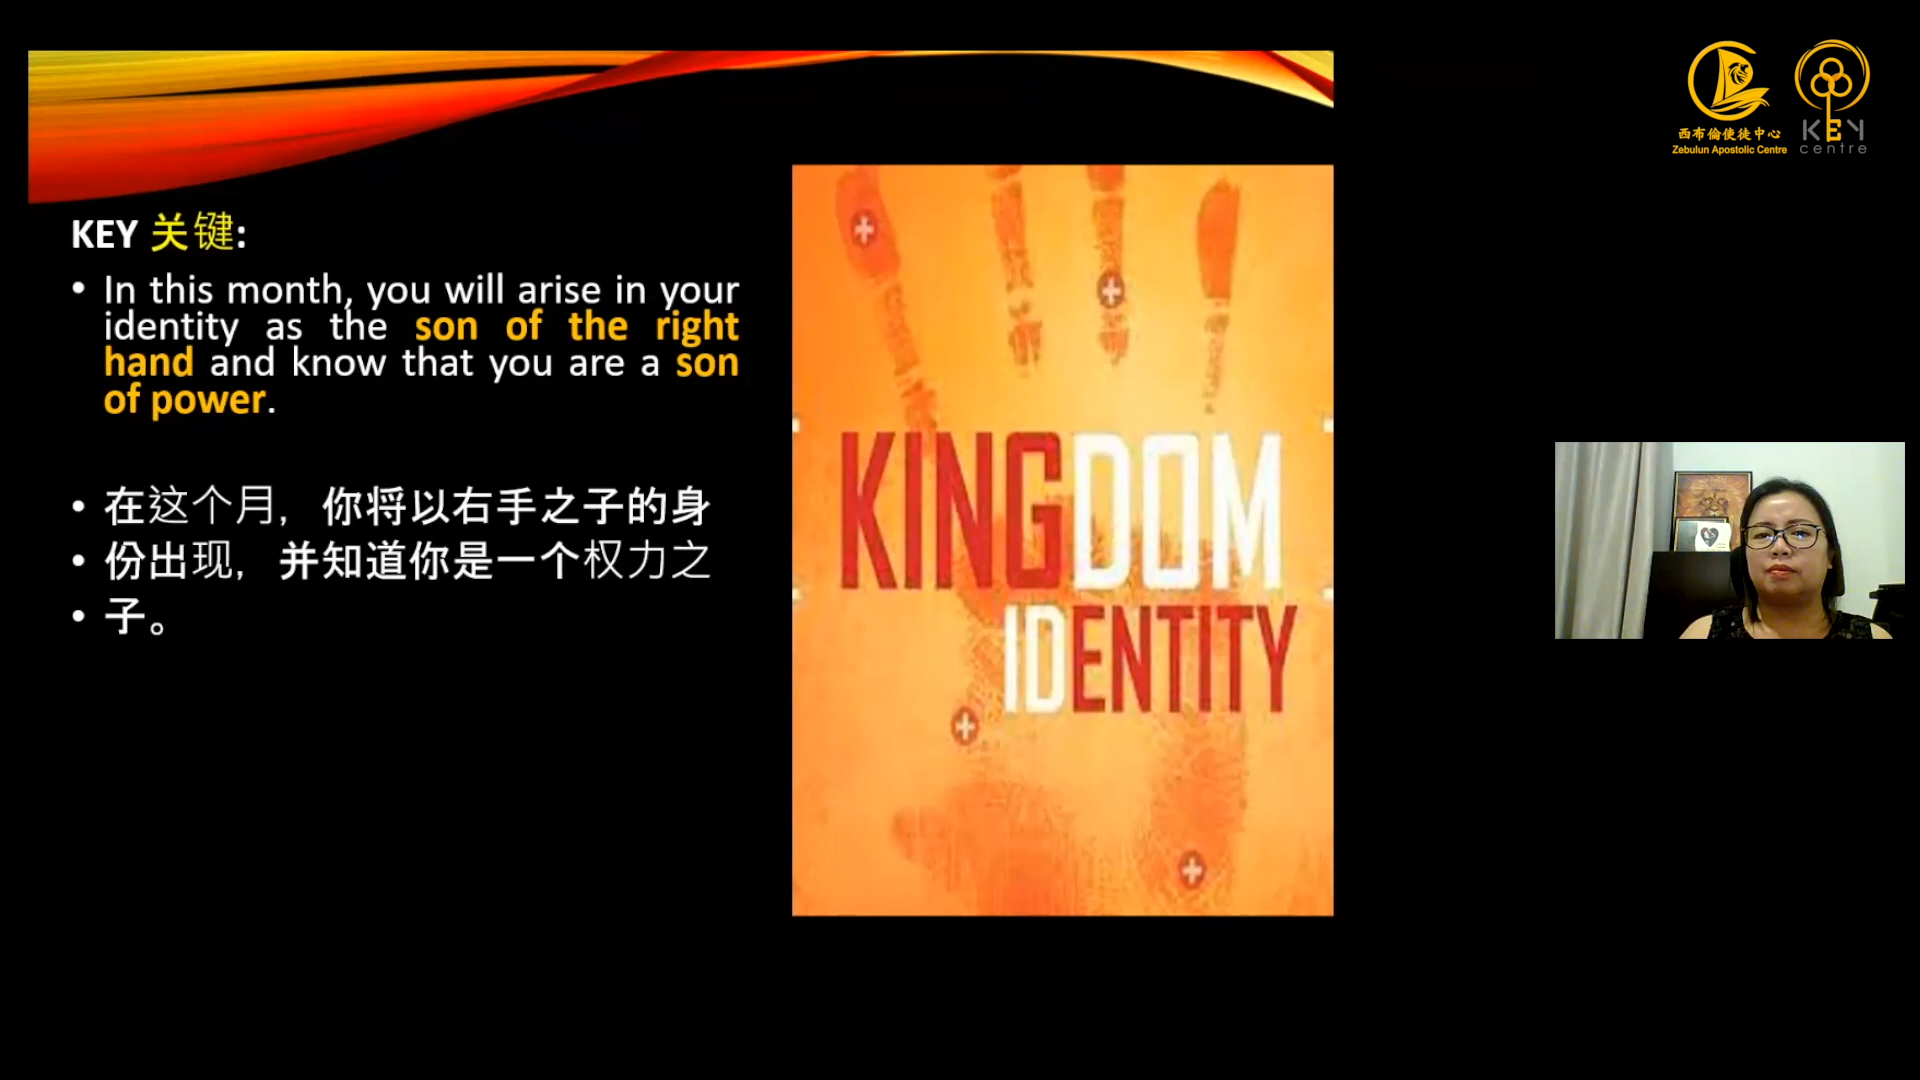 KEY 关键:
• In this month, you will arise in your
identity as the son of the right
hand and know that you are a son
of power.
• 在这个月, 你将以右手之子的身
• 份出现, 并知道你是一个权力之
• 子。
KINGDOM
IDENTITY
西布倫使徒中心
Zebulun Apostolic Centre
KEY
centre